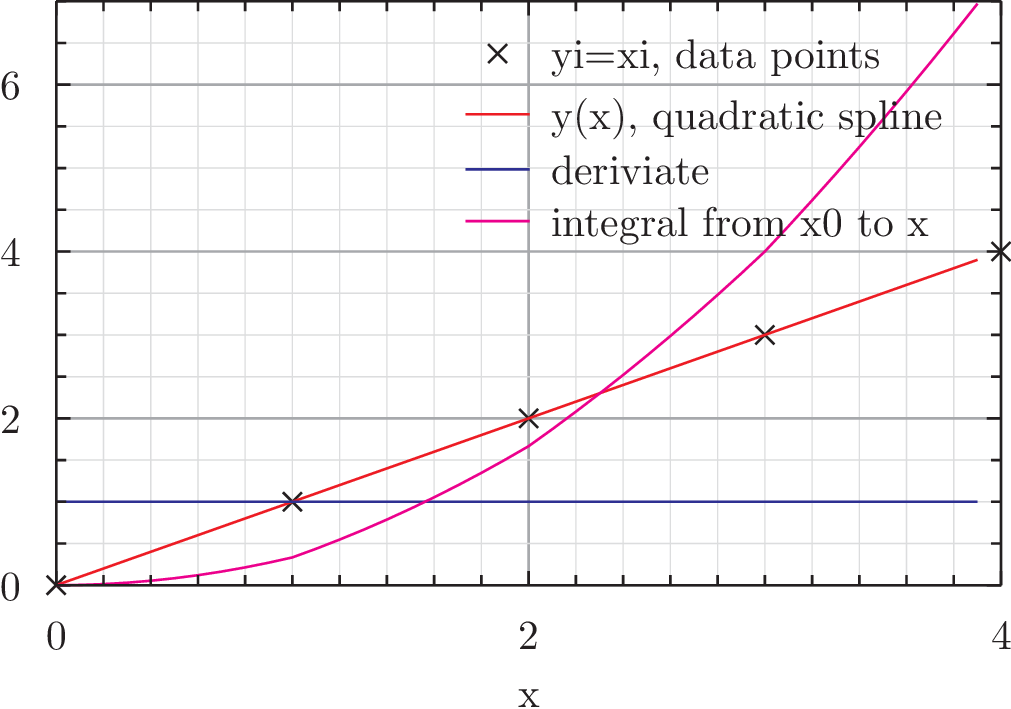 yi=xi, data points
6
y(x), quadratic spline
deriviate
integral from x0 to x
4
2
0
0 2 4
x